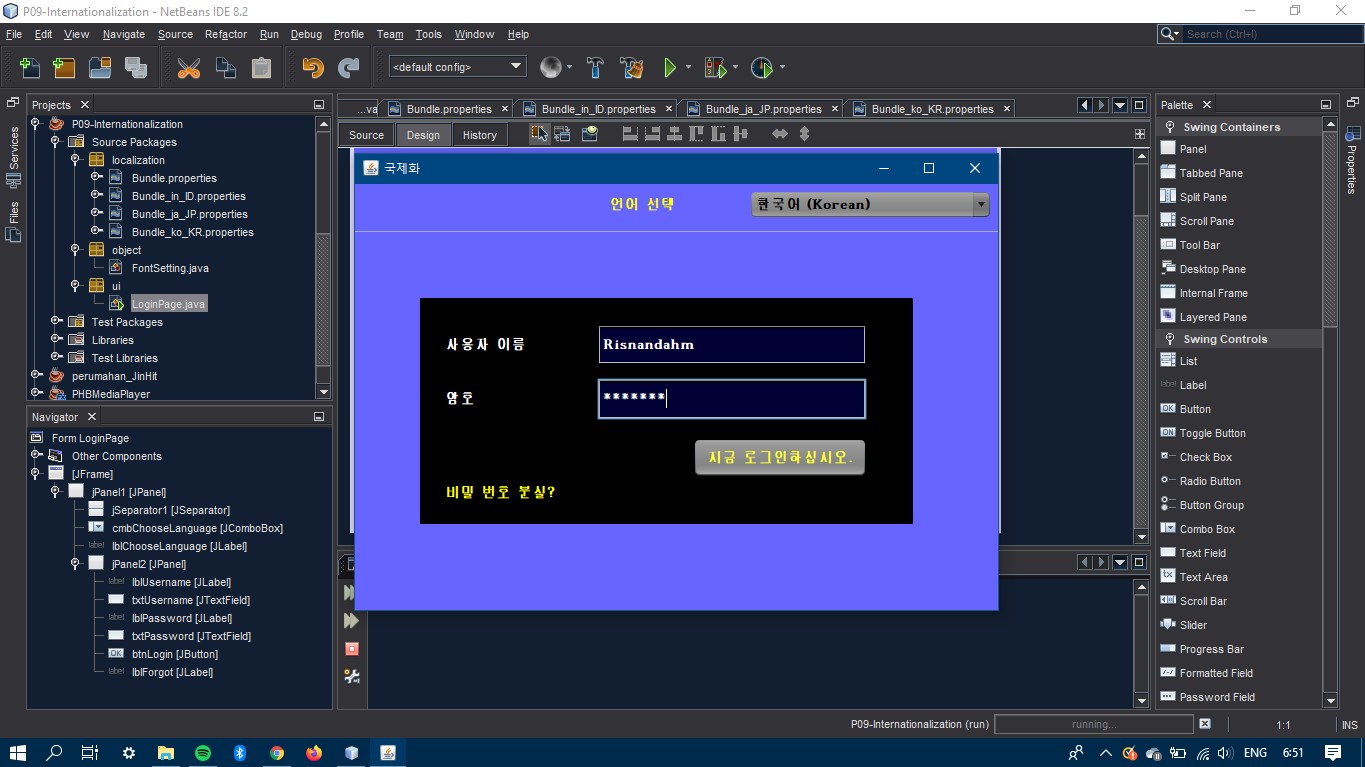 P09-Internationalization - NetBeans IDE 8.2
File Edit View Navigate Source Refactor Run Debug Profile Team Tools Window Help
Search (Ctrl+I)
<default config>
Projects
P09-Internationalization
Source Packages
localization
Bundle.properties
Bundle_in_ID.properties
Bundle_ja_JP.properties
Bundle_ko_KR.properties
object
FontSetting.java
ui
LoginPage.java
Test Packages
Libraries
Test Libraries
perumahan_JinHit
PHBMediaPlayer
Services
Files
Navigator
Form LoginPage
Other Components
[JFrame]
jPanel1 [JPanel]
jSeparator1 [JSeparator]
cmbChooseLanguage [JComboBox]
label lblChooseLanguage [JLabel]
jPanel2 [JPanel]
label lblUsername [JLabel]
txtUsername [JTextField]
label lblPassword [JLabel]
txtPassword [JTextField]
OK btnLogin [JButton]
label lblForgot [JLabel]
...va Bundle.properties Bundle_in_ID.properties Bundle_ja_JP.properties Bundle_ko_KR.properties
Source Design History
국제화
언어 선택 한국어 (Korean)
사용자 이름 Risnandahm
암호 *******
지금 로그인하십시오.
비밀 번호 분실?
Palette
Swing Containers
Panel
Tabbed Pane
Split Pane
Scroll Pane
Tool Bar
Desktop Pane
Internal Frame
Layered Pane
Swing Controls
List
label Label
OK Button
ON Toggle Button
Check Box
Radio Button
Button Group
Combo Box
Text Field
tx Text Area
Scroll Bar
Slider
Progress Bar
Formatted Field
Password Field
Properties
P09-Internationalization (run) running... 1:1 INS
ENG 6:51